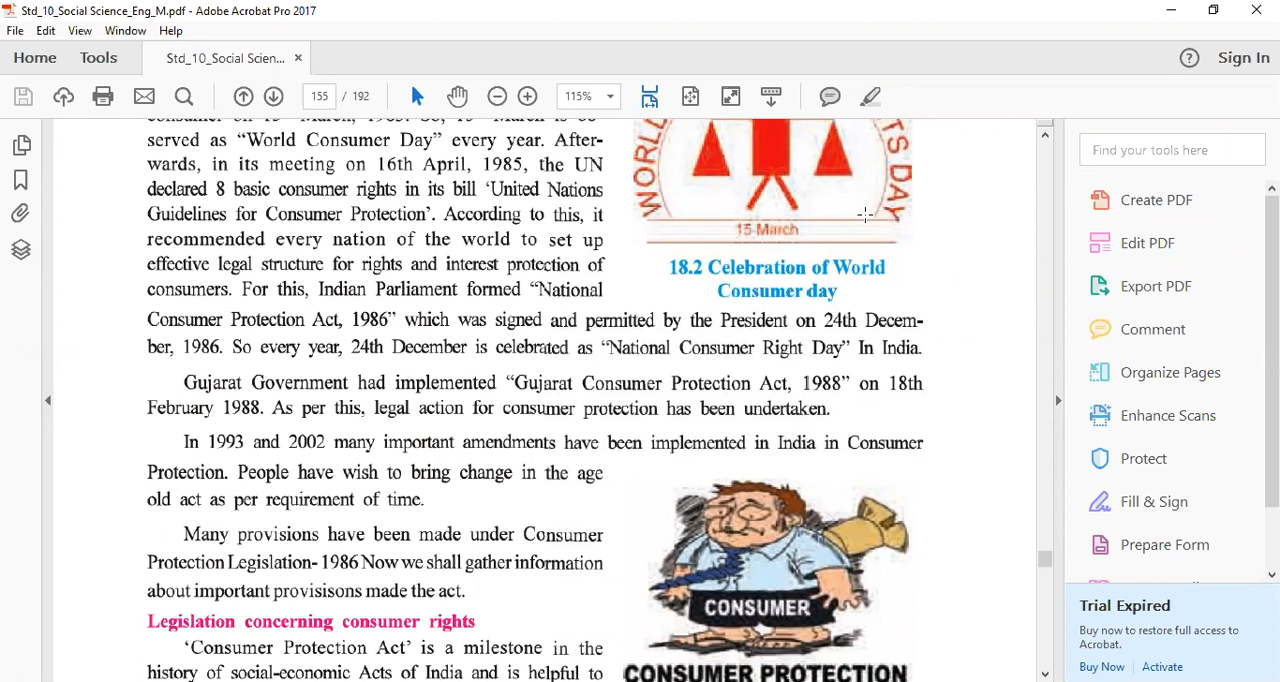 Std_10_Social Science_Eng_M.pdf - Adobe Acrobat Pro 2017
File Edit View Window Help
Home Tools Std_10_Social Scien... ×
Sign In
155 / 192
115%
served as “World Consumer Day” every year. After-
wards, in its meeting on 16th April, 1985, the UN
declared 8 basic consumer rights in its bill ‘United Nations
Guidelines for Consumer Protection’. According to this, it
recommended every nation of the world to set up
effective legal structure for rights and interest protection of
consumers. For this, Indian Parliament formed “National
WORLD
TS DAY
15 March
18.2 Celebration of World
Consumer day
Consumer Protection Act, 1986” which was signed and permitted by the President on 24th Decem-
ber, 1986. So every year, 24th December is celebrated as “National Consumer Right Day” In India.
Gujarat Government had implemented “Gujarat Consumer Protection Act, 1988” on 18th
February 1988. As per this, legal action for consumer protection has been undertaken.
In 1993 and 2002 many important amendments have been implemented in India in Consumer
Protection. People have wish to bring change in the age
old act as per requirement of time.
Many provisions have been made under Consumer
Protection Legislation- 1986 Now we shall gather information
about important provisisons made the act.
Legislation concerning consumer rights
‘Consumer Protection Act’ is a milestone in the
history of social-economic Acts of India and is helpful to
CONSUMER
CONSUMER PROTECTION
Find your tools here
Create PDF
Edit PDF
Export PDF
Comment
Organize Pages
Enhance Scans
Protect
Fill & Sign
Prepare Form
Trial Expired
Buy now to restore full access to
Acrobat.
Buy Now | Activate